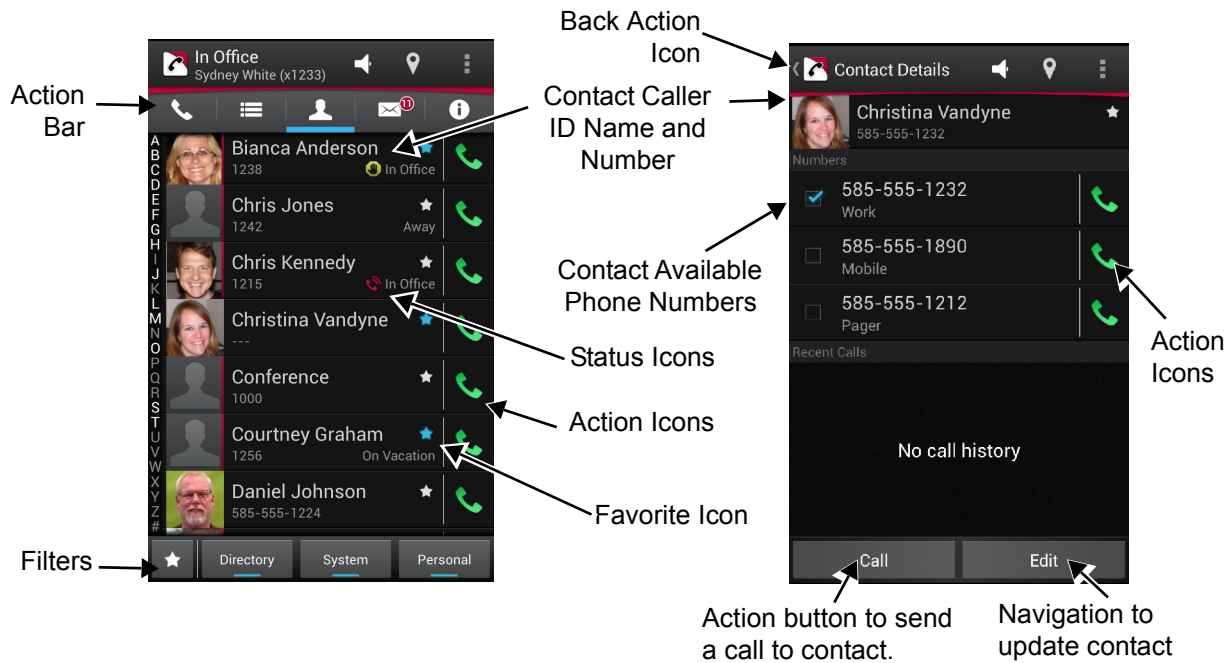 Back Action
Icon
In Office
Sydney White (x1233)
Contact Details
Action
Bar
11
Contact Caller
ID Name and
Number
Christina Vandyne
585-555-1232
A
B
C
D
E
F
G
H
I
J
K
L
M
N
O
P
Q
R
S
T
U
V
W
X
Y
Z
#
Bianca Anderson
1238 In Office
Chris Jones
1242 Away
Chris Kennedy
1215 In Office
Christina Vandyne
---
Conference
1000
Courtney Graham
1256 On Vacation
Daniel Johnson
585-555-1224
Numbers
585-555-1232
Work
585-555-1890
Mobile
585-555-1212
Pager
Recent Calls
No call history
Contact Available
Phone Numbers
Status Icons
Action Icons
Favorite Icon
Action
Icons
Filters
Directory System Personal
Call Edit
Action button to send
a call to contact.
Navigation to
update contact